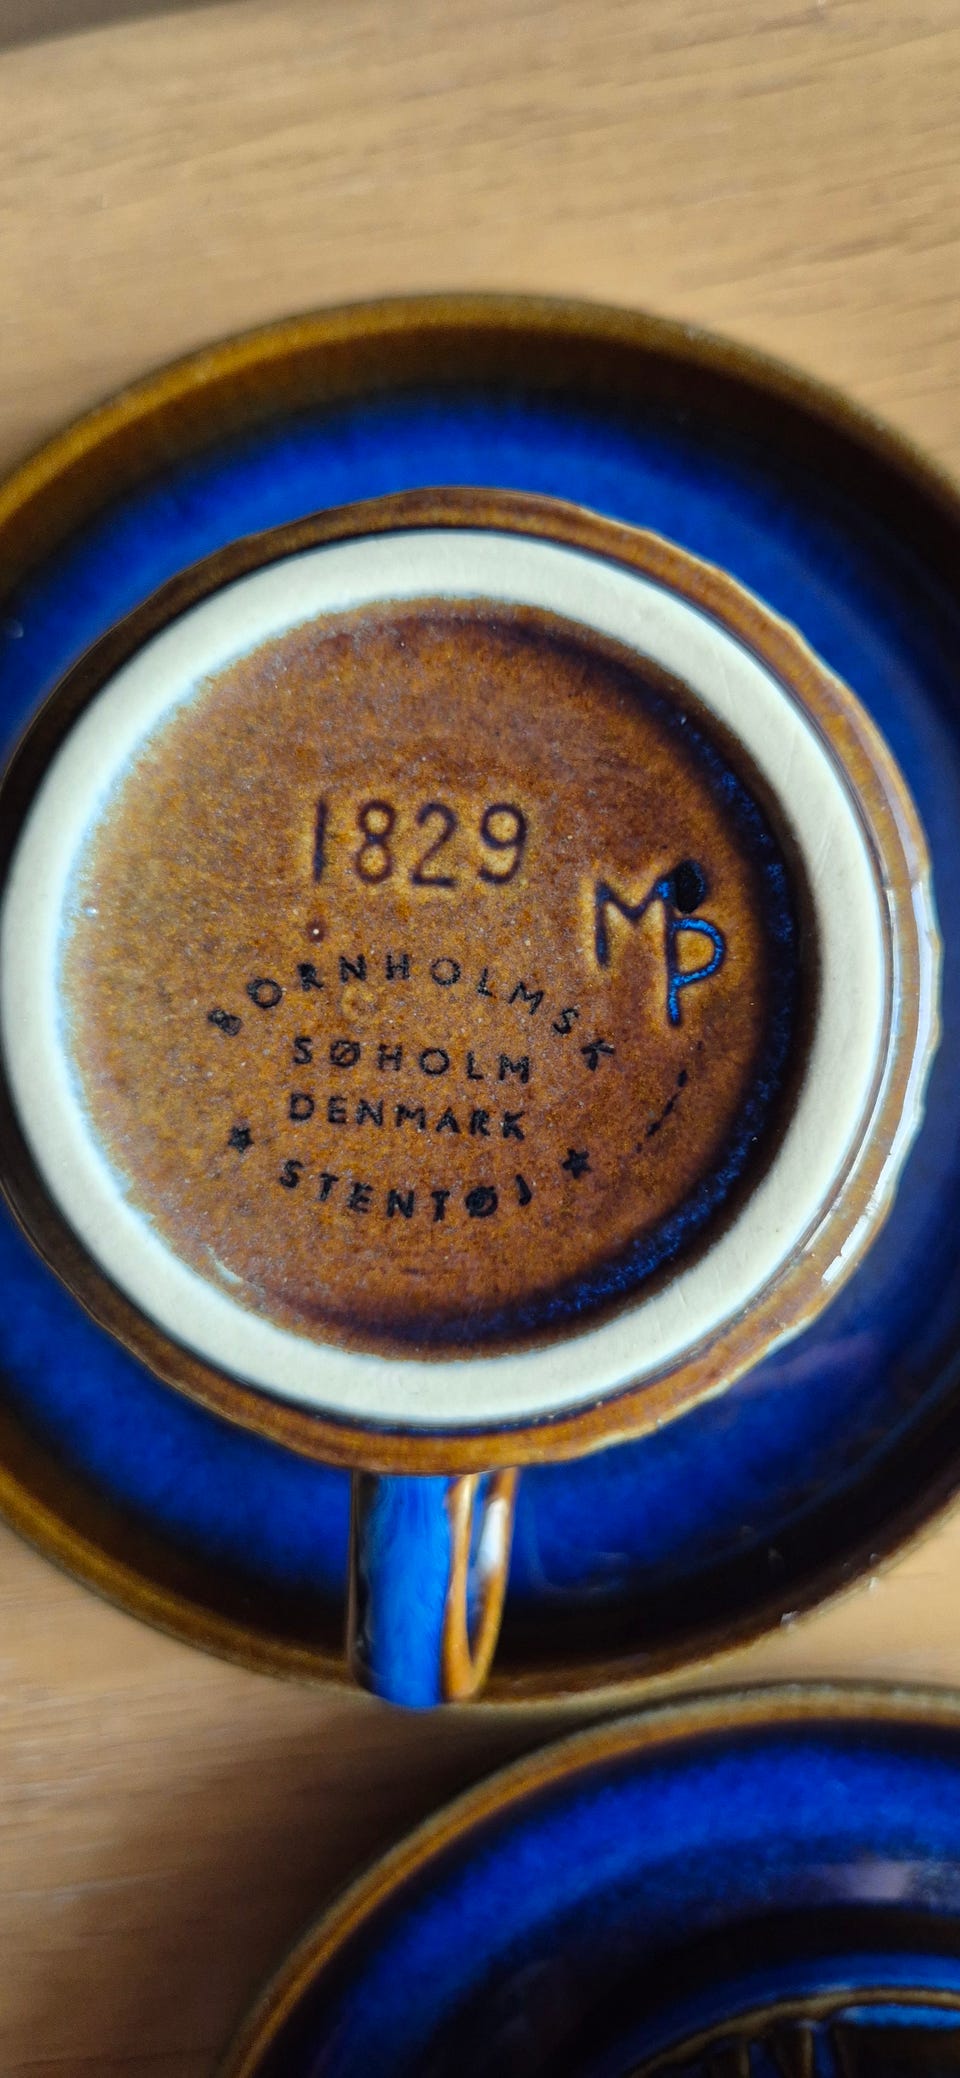 1829
MP
BORNHOLMSK
SØHOLM
DENMARK
★ STENTØJ ★